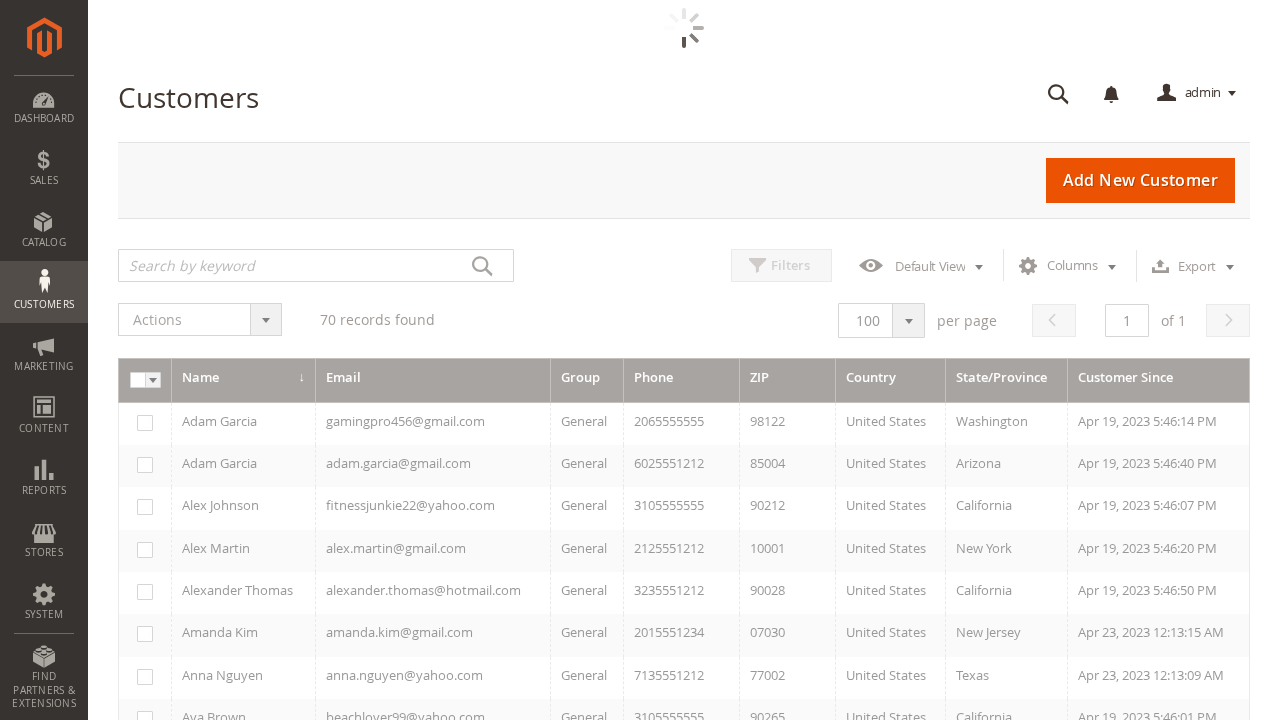 Customers
admin
Add New Customer
DASHBOARD
SALES
CATALOG
CUSTOMERS
MARKETING
CONTENT
REPORTS
STORES
SYSTEM
FIND
PARTNERS &
EXTENSIONS
Search by keyword
Filters
Default View
Columns
Export
Actions
70 records found
100
per page
1
of 1
Name ↓ Email Group Phone ZIP Country State/Province Customer Since
Adam Garcia gamingpro456@gmail.com General 2065555555 98122 United States Washington Apr 19, 2023 5:46:14 PM
Adam Garcia adam.garcia@gmail.com General 6025551212 85004 United States Arizona Apr 19, 2023 5:46:40 PM
Alex Johnson fitnessjunkie22@yahoo.com General 3105555555 90212 United States California Apr 19, 2023 5:46:07 PM
Alex Martin alex.martin@gmail.com General 2125551212 10001 United States New York Apr 19, 2023 5:46:20 PM
Alexander Thomas alexander.thomas@hotmail.com General 3235551212 90028 United States California Apr 19, 2023 5:46:50 PM
Amanda Kim amanda.kim@gmail.com General 2015551234 07030 United States New Jersey Apr 23, 2023 12:13:15 AM
Anna Nguyen anna.nguyen@yahoo.com General 7135551212 77002 United States Texas Apr 23, 2023 12:13:09 AM
Ava Brown beachlover99@yahoo.com General 3105555555 90265 United States California Apr 19, 2023 5:46:01 PM